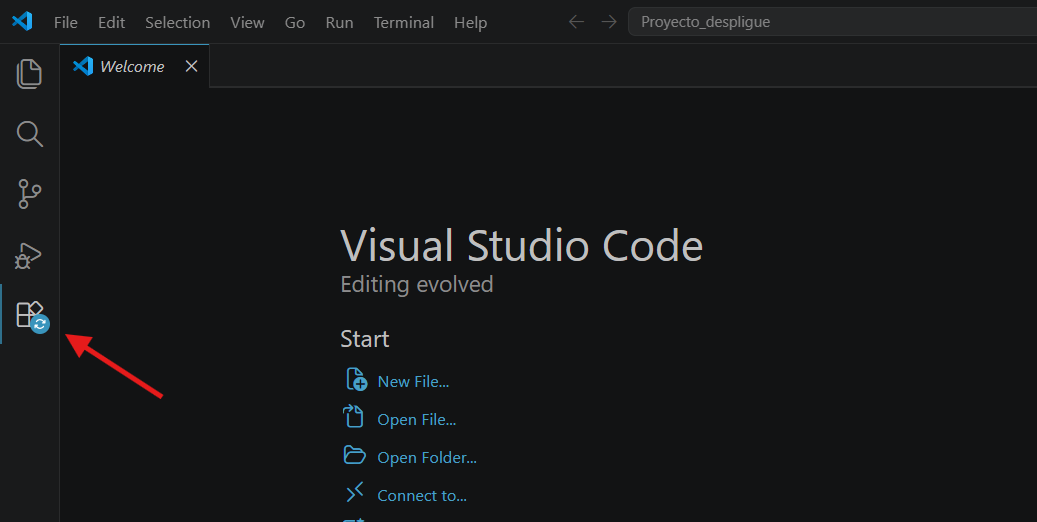 File Edit Selection View Go Run Terminal Help Proyecto_despligue
Welcome
Visual Studio Code
Editing evolved
Start
New File...
Open File...
Open Folder...
Connect to...